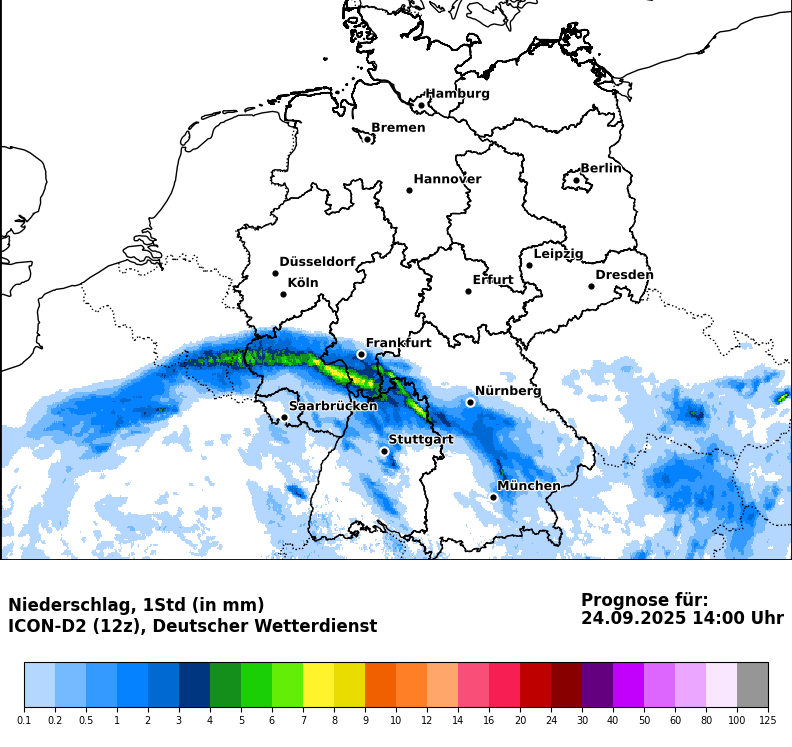 Hamburg
Bremen
Berlin
Hannover
Leipzig
Düsseldorf
Dresden
Köln
Erfurt
Frankfurt
Nürnberg
Saarbrücken
Stuttgart
München
Niederschlag, 1Std (in mm)
ICON-D2 (12z), Deutscher Wetterdienst
Prognose für:
24.09.2025 14:00 Uhr
0.1 0.2 0.5 1 2 3 4 5 6 7 8 9 10 12 14 16 20 24 30 40 50 60 80 100 125